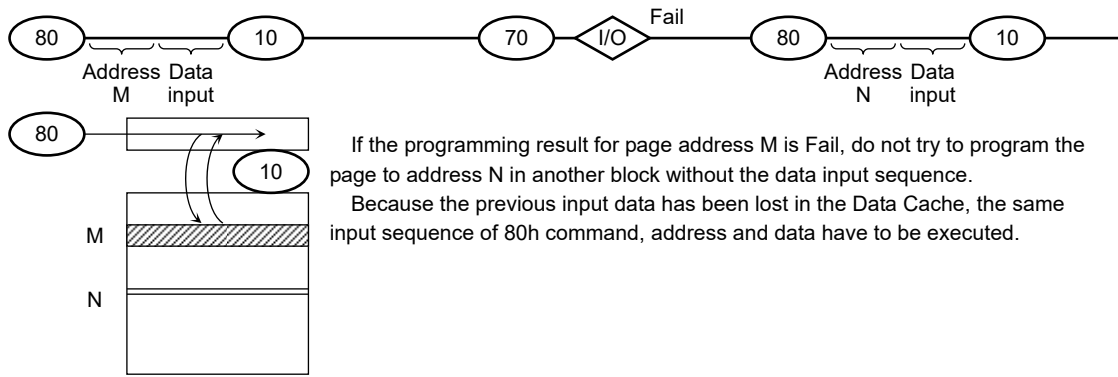 Fail
80 10 70 I/O 80 10
Address Data Address Data
M input N input
80
10
If the programming result for page address M is Fail, do not try to program the
page to address N in another block without the data input sequence.
Because the previous input data has been lost in the Data Cache, the same
input sequence of 80h command, address and data have to be executed.
M
N